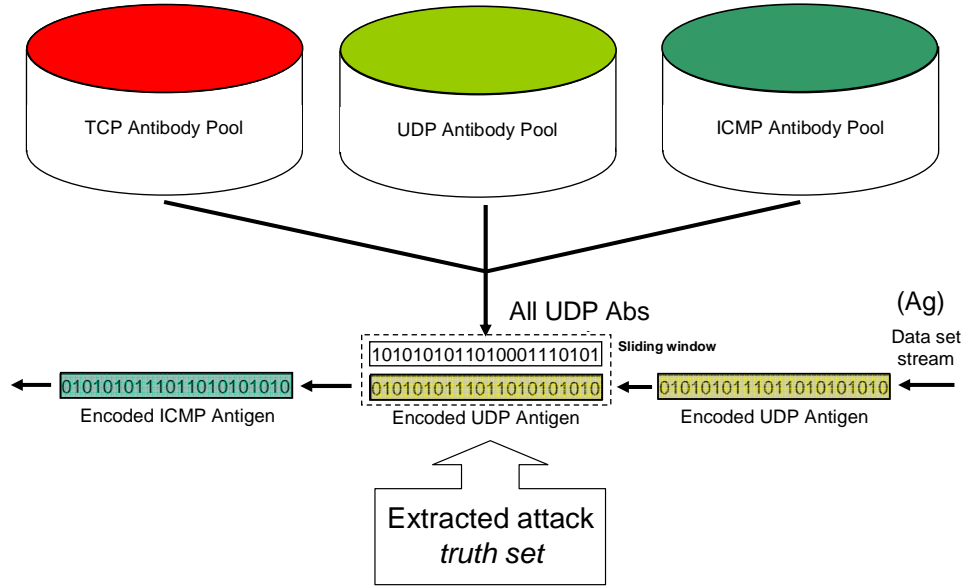 TCP Antibody Pool
UDP Antibody Pool
ICMP Antibody Pool
All UDP Abs
(Ag)
Data set
stream
Sliding window
1010101011010001110101
0101010111011010101010
0101010111011010101010
0101010111011010101010
Encoded ICMP Antigen
Encoded UDP Antigen
Encoded UDP Antigen
Extracted attack
truth set